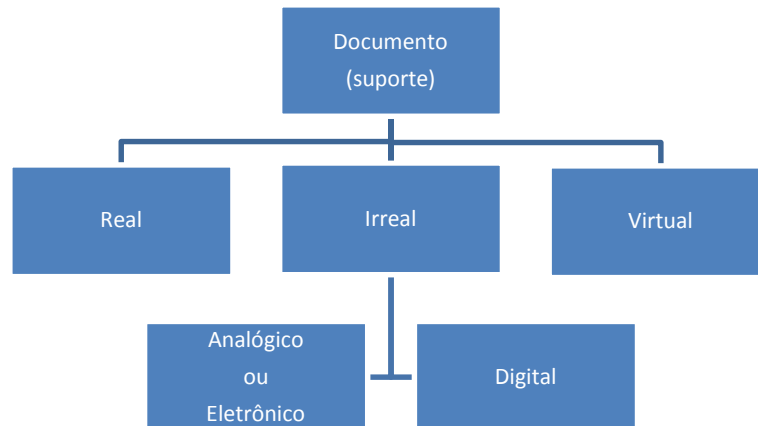 Documento
(suporte)
Real
Irreal
Virtual
Analógico
ou
Eletrônico
Digital